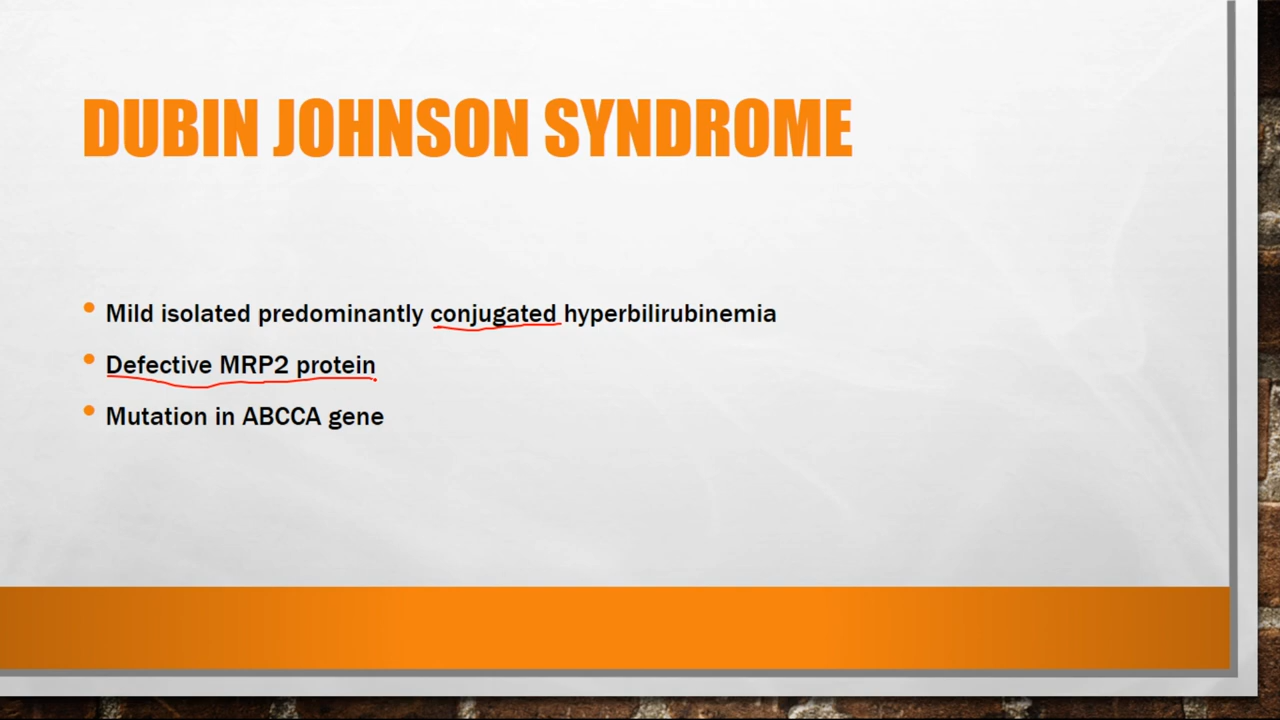 DUBIN JOHNSON SYNDROME
• Mild isolated predominantly conjugated hyperbilirubinemia
• Defective MRP2 protein
• Mutation in ABCCA gene